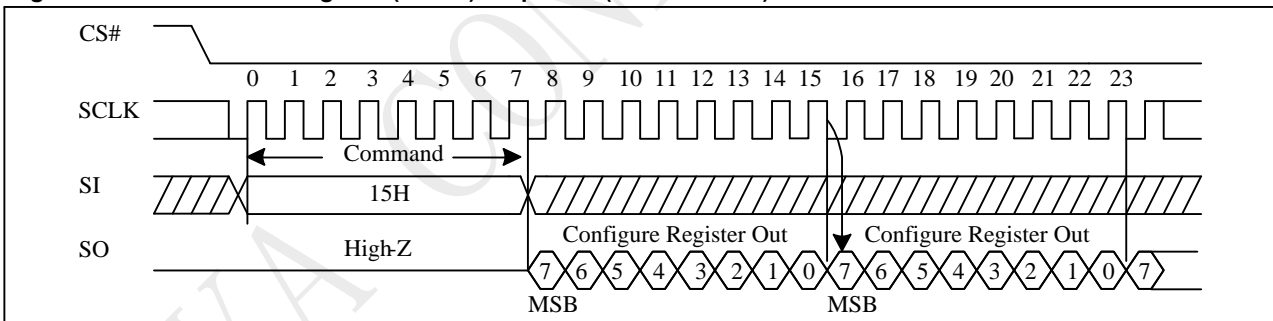 CS#
0 1 2 3 4 5 6 7 8 9 10 11 12 13 14 15 16 17 18 19 20 21 22 23
SCLK
Command
SI
15H
Configure Register Out Configure Register Out
SO
High-Z
7 6 5 4 3 2 1 0 7 6 5 4 3 2 1 0 7
MSB MSB